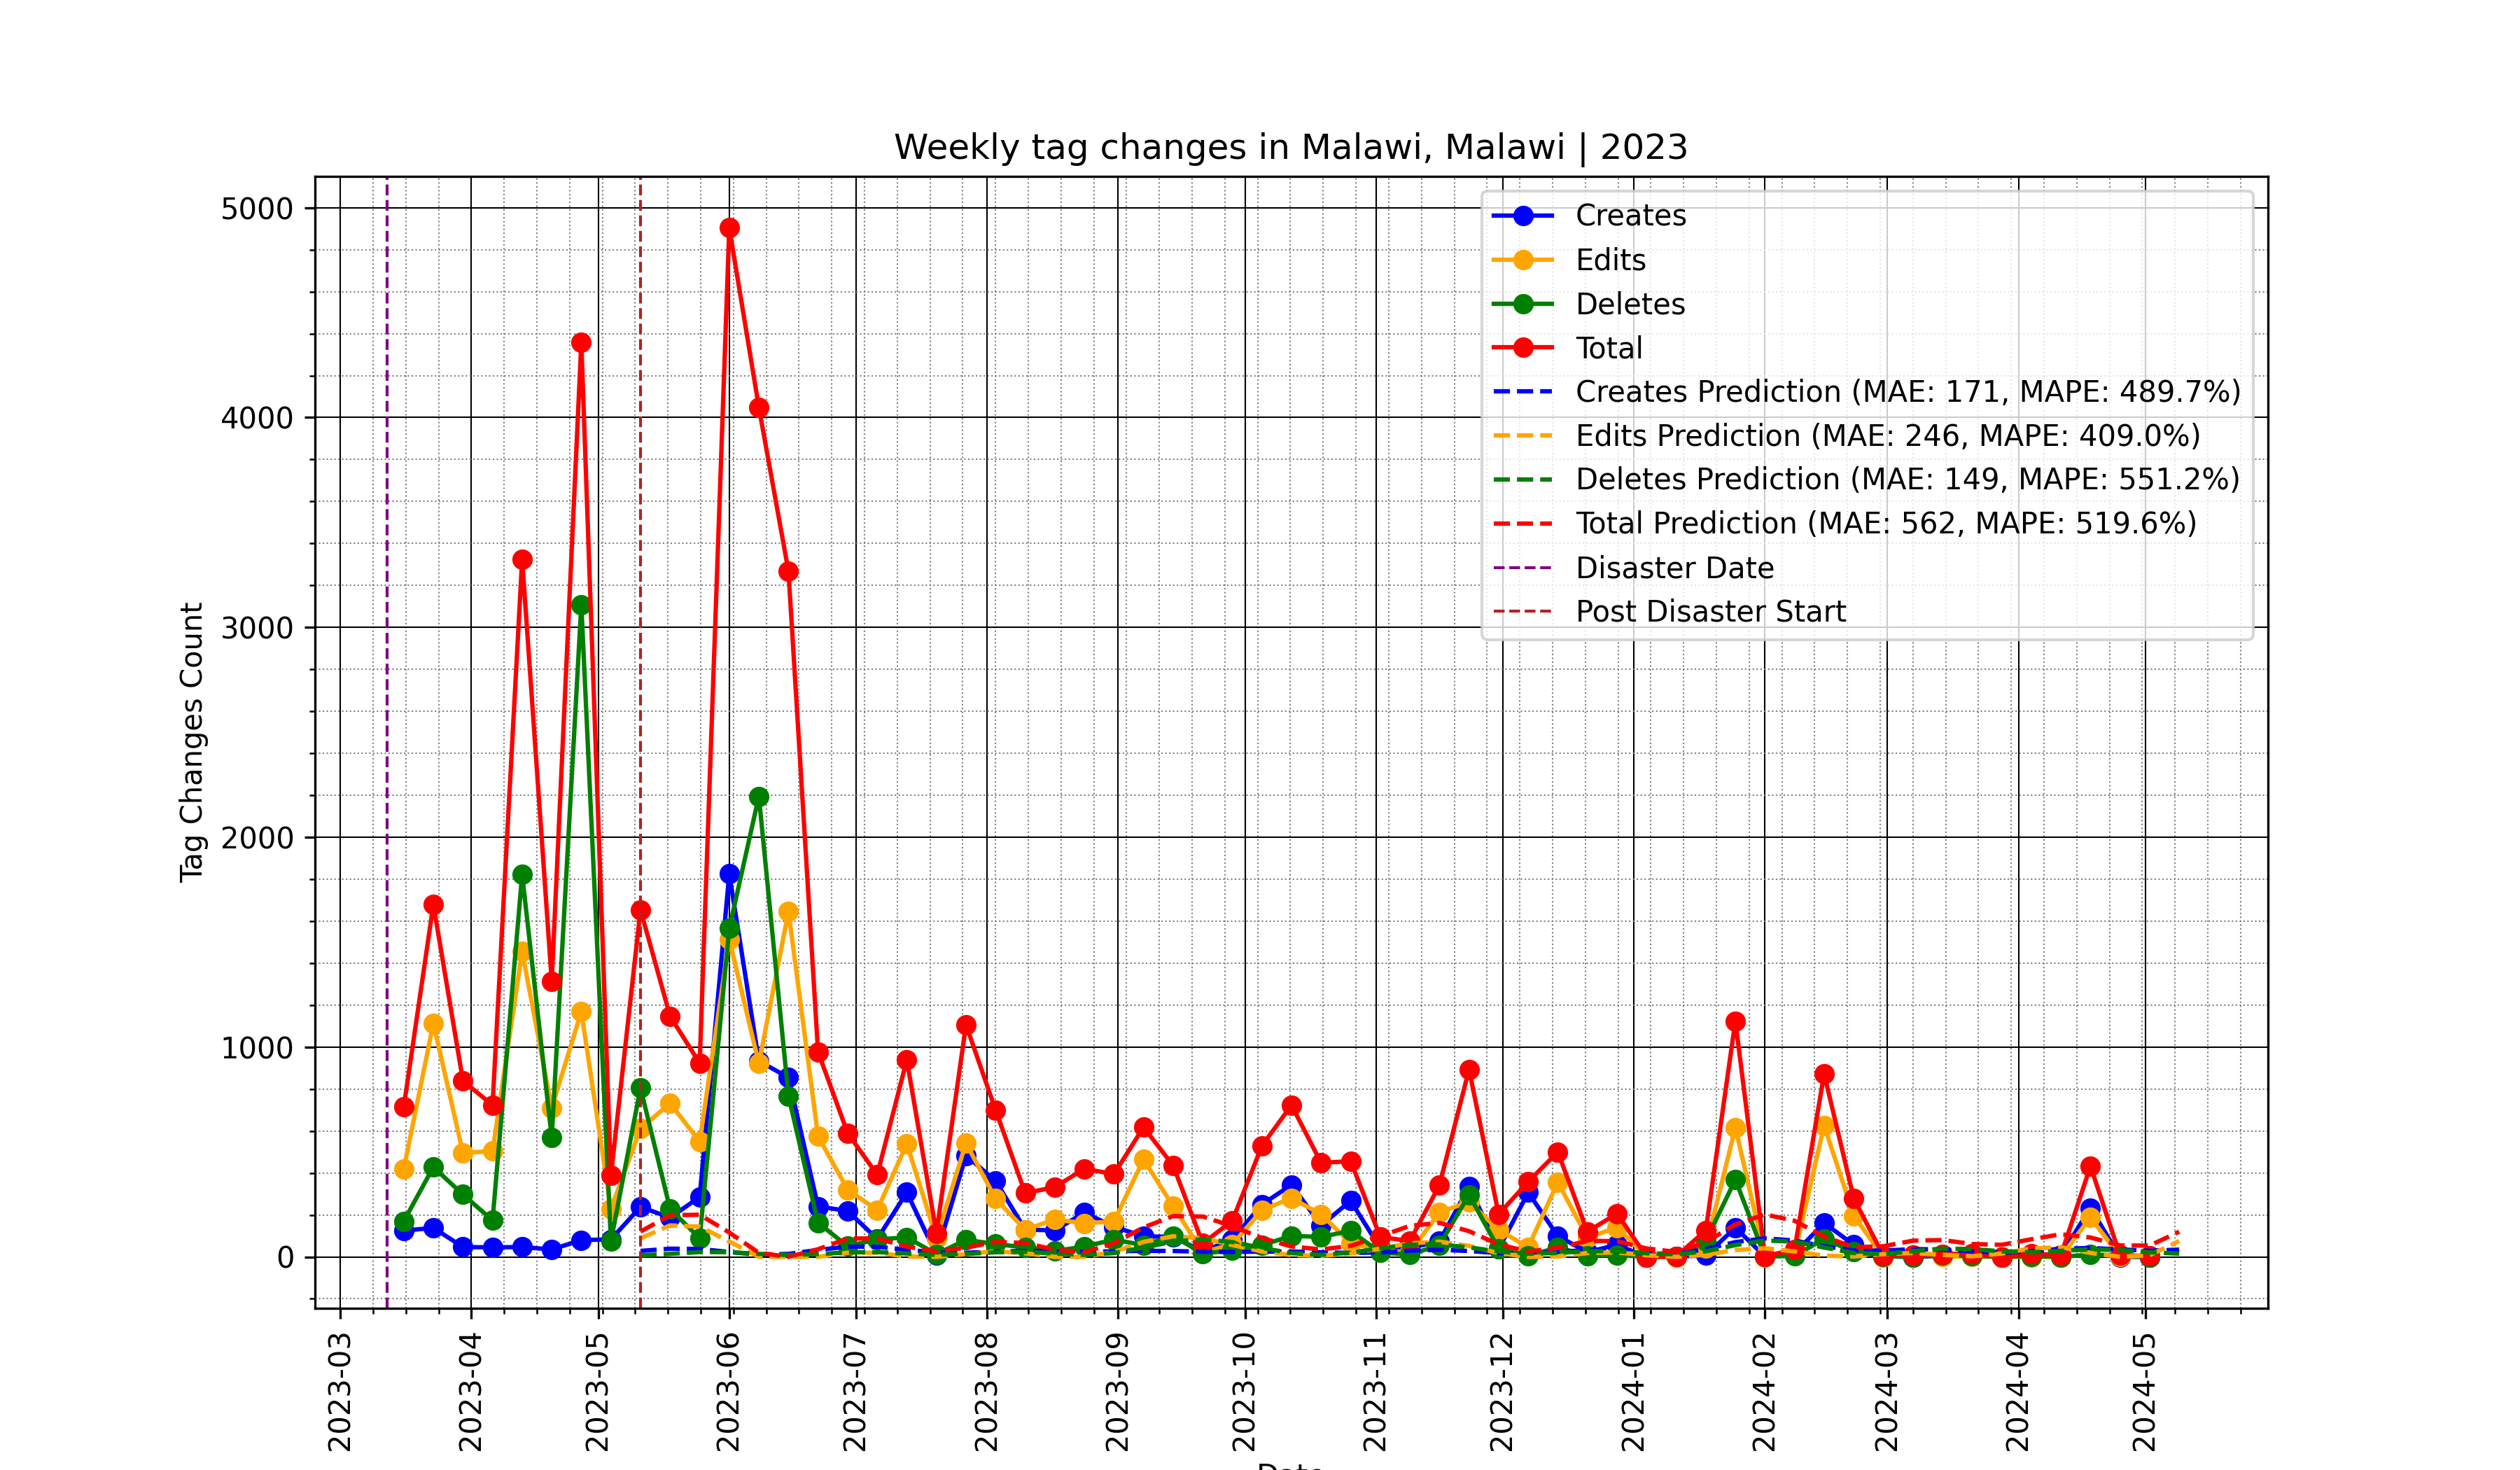 Weekly tag changes in Malawi, Malawi | 2023
Tag Changes Count
5000
4000
3000
2000
1000
0
Creates
Edits
Deletes
Total
Creates Prediction (MAE: 171, MAPE: 489.7%)
Edits Prediction (MAE: 246, MAPE: 409.0%)
Deletes Prediction (MAE: 149, MAPE: 551.2%)
Total Prediction (MAE: 562, MAPE: 519.6%)
Disaster Date
Post Disaster Start
2023-03
2023-04
2023-05
2023-06
2023-07
2023-08
2023-09
2023-10
2023-11
2023-12
2024-01
2024-02
2024-03
2024-04
2024-05
Date